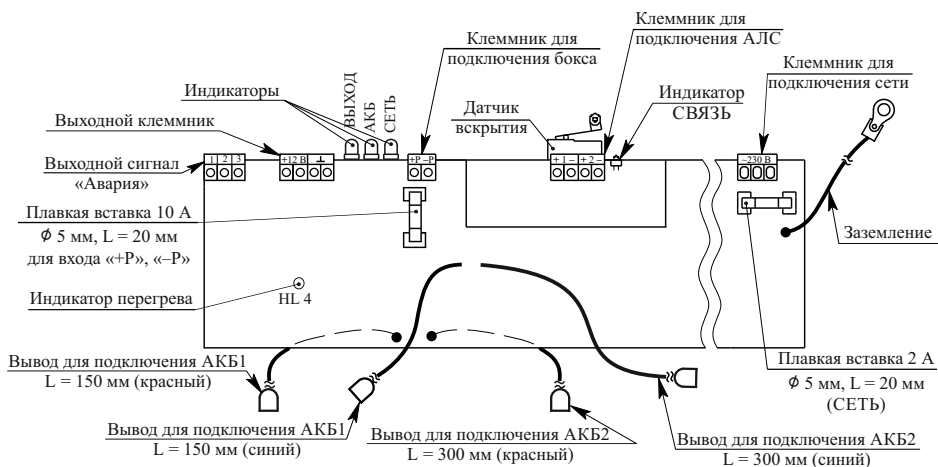 Клеммник для
подключения АЛС
Клеммник для
подключения бокса
Клеммник для
подключения сети
Индикаторы
ВЫХОД
АКБ
СЕТЬ
Датчик
вскрытия
Индикатор
СВЯЗЬ
Выходной клеммник
Выходной сигнал
«Авария»
1 2 3
+12 В ⊥
+P –P
+ 1 – + 2 –
~230 В
Плавкая вставка 10 А
ϕ 5 мм, L = 20 мм
для входа «+P», «–P»
Заземление
Индикатор перегрева
HL 4
Вывод для подключения АКБ1
L = 150 мм (красный)
Плавкая вставка 2 А
ϕ 5 мм, L = 20 мм
(СЕТЬ)
Вывод для подключения АКБ1
L = 150 мм (синий)
Вывод для подключения АКБ2
L = 300 мм (красный)
Вывод для подключения АКБ2
L = 300 мм (синий)